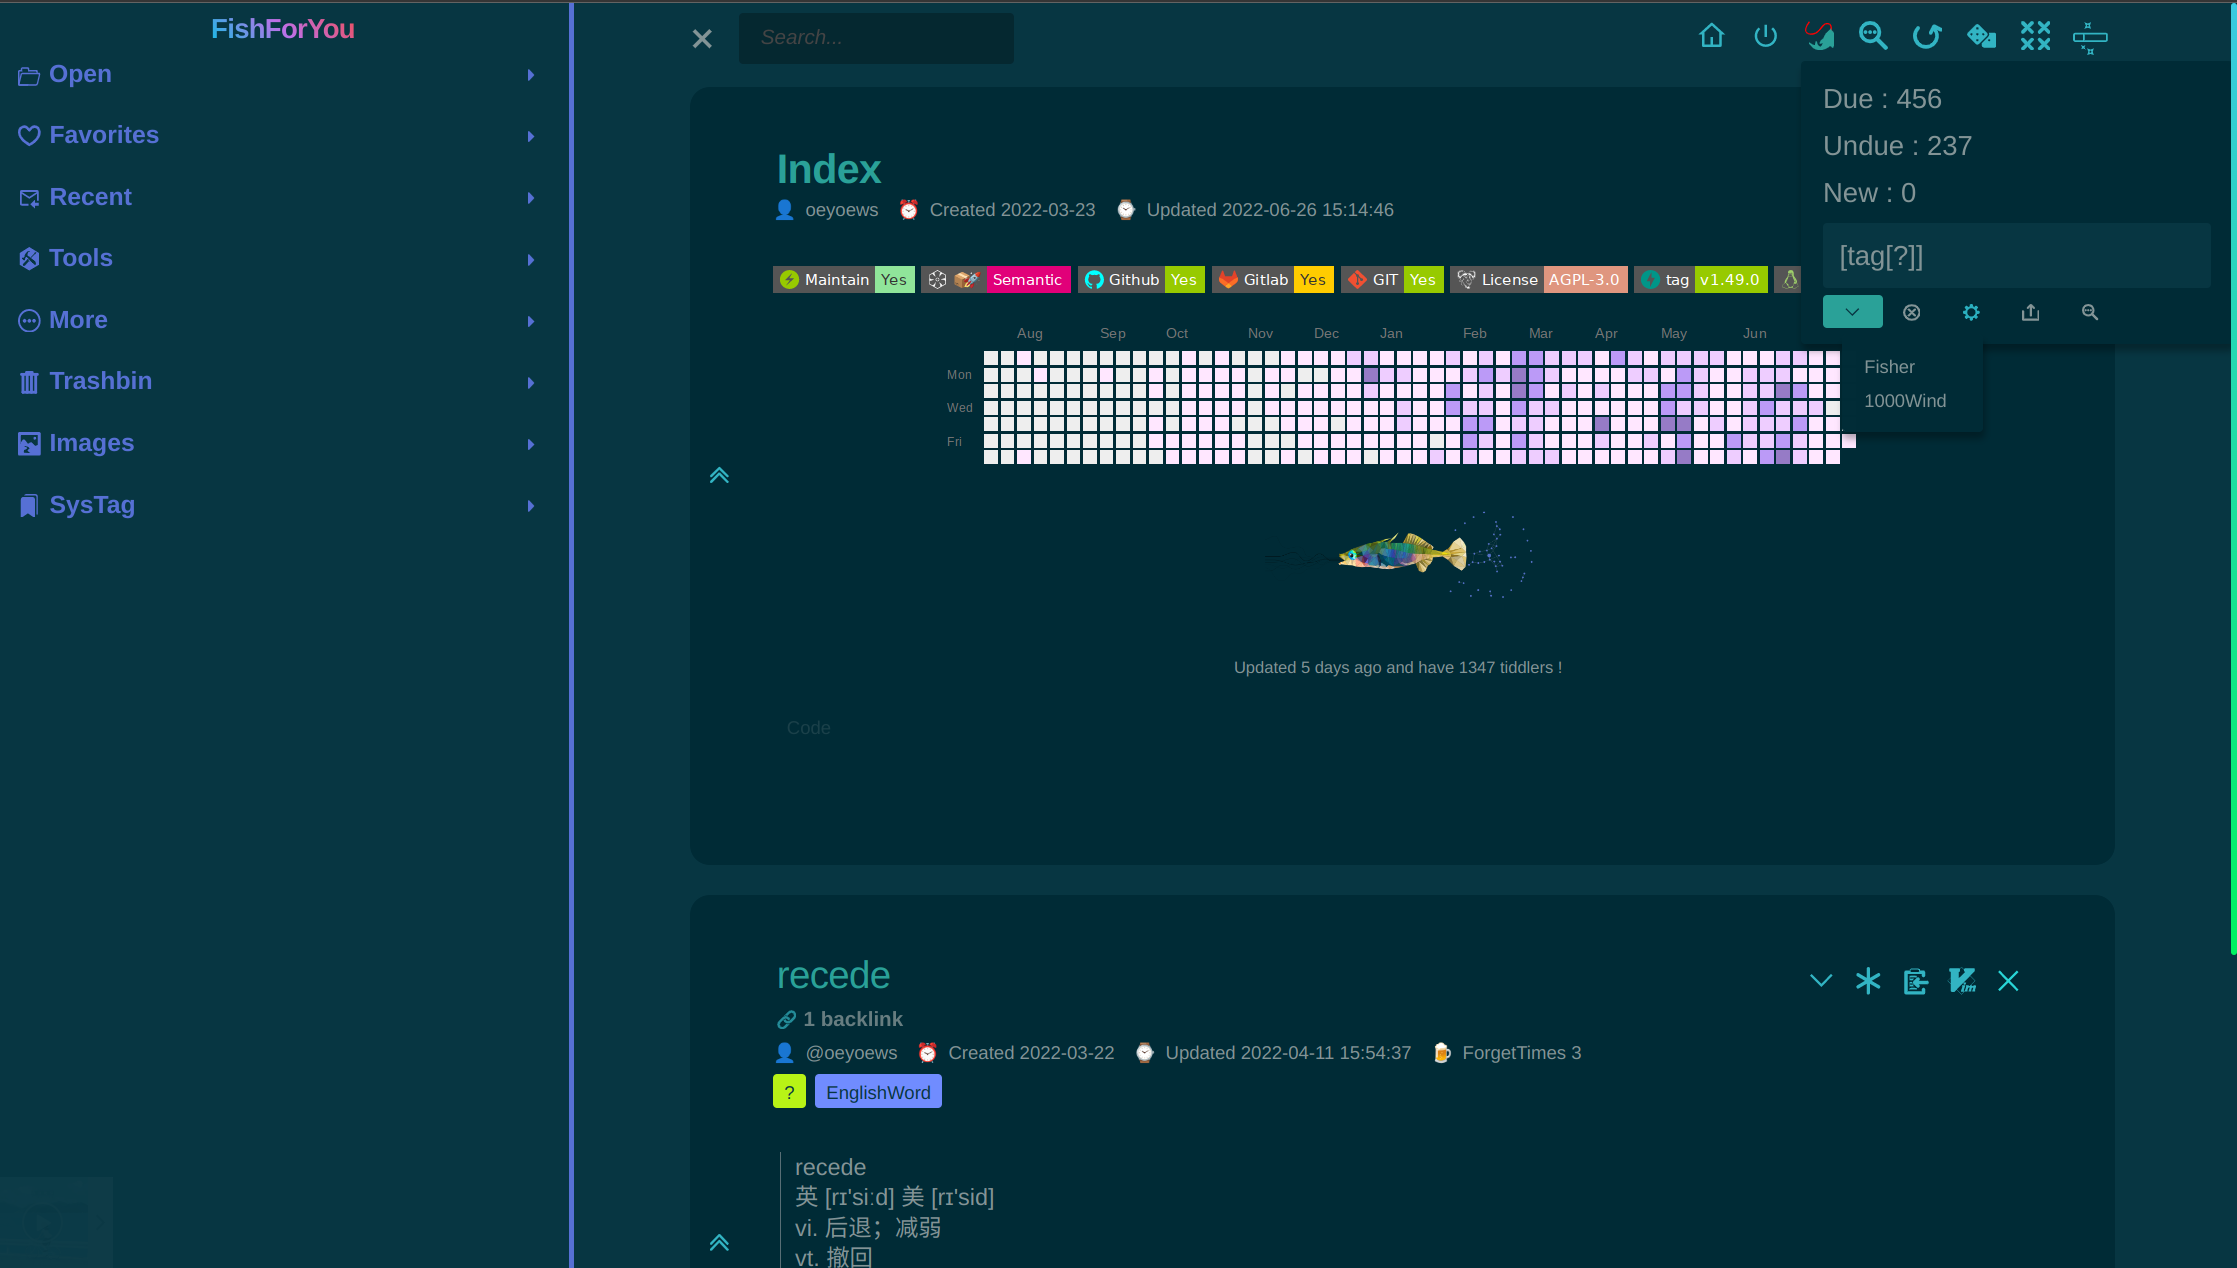 FishForYou
Open
Favorites
Recent
Tools
More
Trashbin
Images
SysTag
Search...
Due : 456
Undue : 237
New : 0
[tag[?]]
Fisher
1000Wind
Index
oeyoews Created 2022-03-23 Updated 2022-06-26 15:14:46
Maintain Yes Semantic Github Yes Gitlab Yes GIT Yes License AGPL-3.0 tag v1.49.0
Aug Sep Oct Nov Dec Jan Feb Mar Apr May Jun
Mon
Wed
Fri
Updated 5 days ago and have 1347 tiddlers !
Code
recede
1 backlink
@oeyoews Created 2022-03-22 Updated 2022-04-11 15:54:37 ForgetTimes 3
? EnglishWord
recede
英 [rɪ'siːd] 美 [rɪ'sid]
vi. 后退；减弱
vt. 撤回